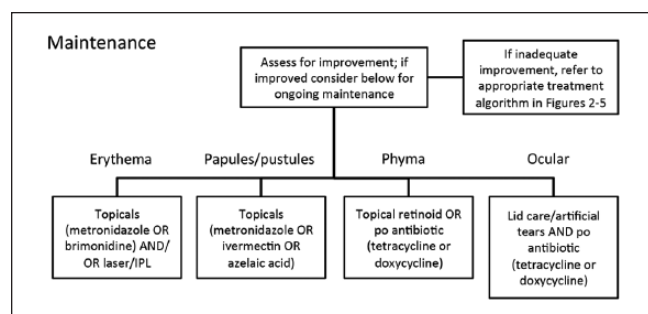 Maintenance
Assess for improvement; if
improved consider below for
ongoing maintenance
If inadequate
improvement, refer to
appropriate treatment
algorithm in Figures 2-5
Erythema
Papules/pustules
Phyma
Ocular
Topicals
(metronidazole OR
brimonidine) AND/
OR laser/IPL
Topicals
(metronidazole OR
ivermectin OR
azelaic acid)
Topical retinoid OR
po antibiotic
(tetracycline or
doxycycline)
Lid care/artificial
tears AND po
antibiotic
(tetracycline or
doxycycline)